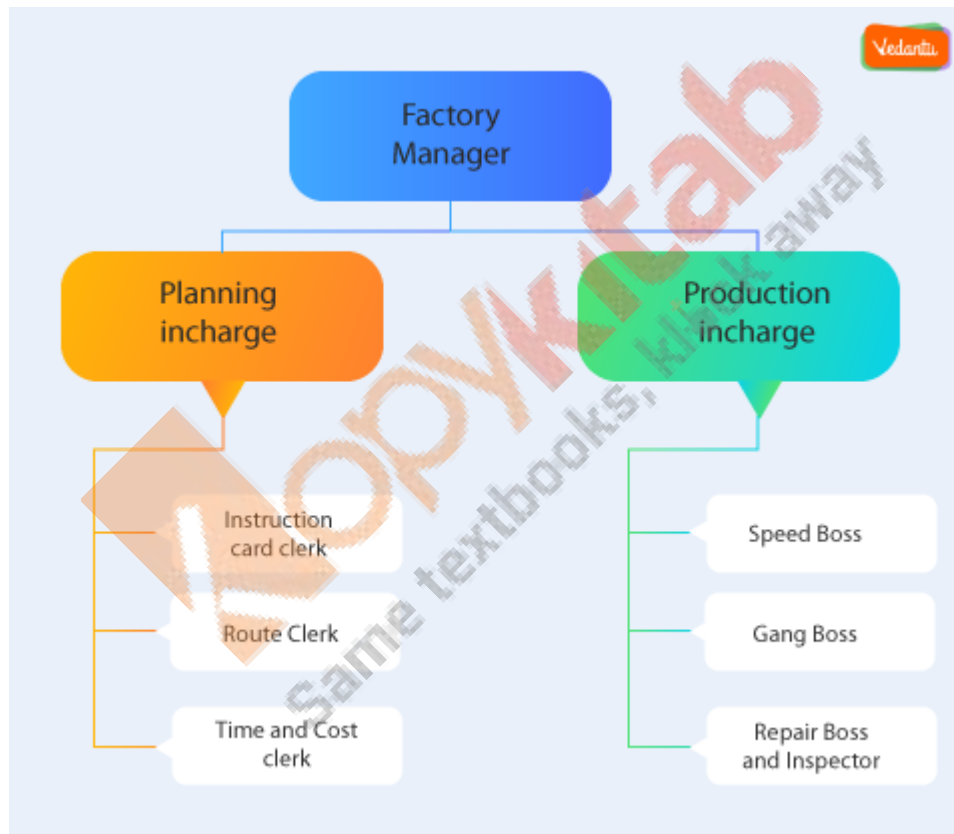 Vedantu
Factory
Manager
Planning
incharge
Production
incharge
Instruction
card clerk
Route Clerk
Time and Cost
clerk
Speed Boss
Gang Boss
Repair Boss
and Inspector
Kopykitab
Same textbooks, klick away